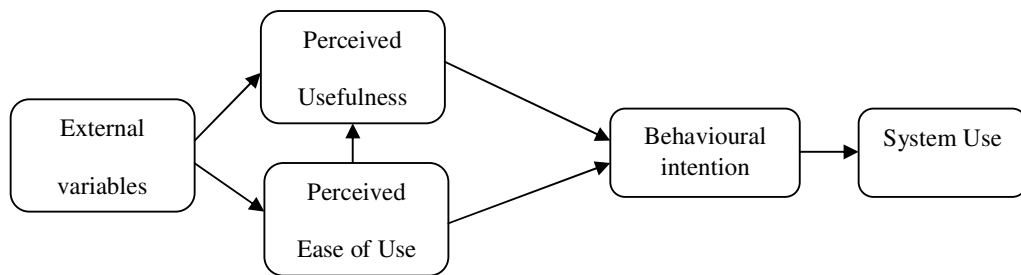 Perceived
Usefulness
External
variables
Perceived
Ease of Use
Behavioural
intention
System Use